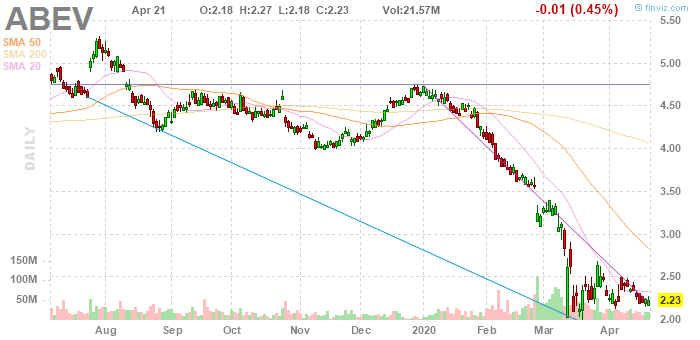 ABEV Apr 21 O:2.18 H:2.27 L:2.18 C:2.23 Vol:21.57M -0.01 (0.45%) © finviz.com
SMA 50
SMA 200
SMA 20
DAILY
5.50
5.00
4.50
4.00
3.50
3.00
2.50
2.23
2.00
150M
100M
50M
Aug Sep Oct Nov Dec 2020 Feb Mar Apr